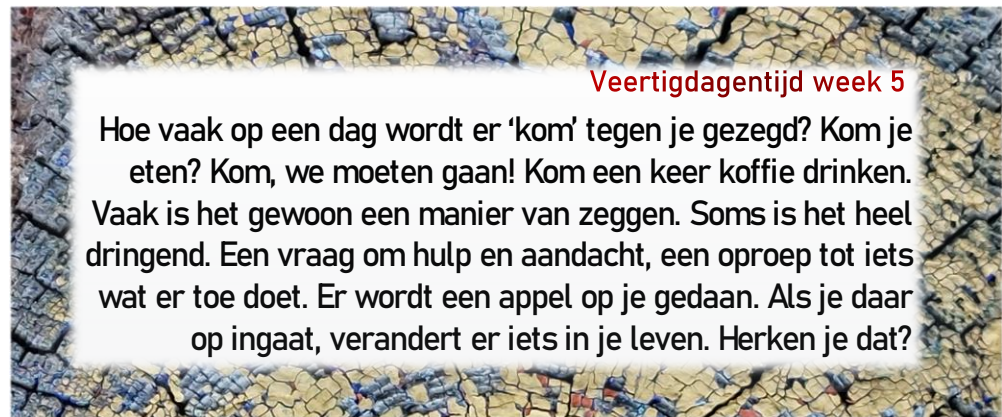 Veertigdagentijd week 5
Hoe vaak op een dag wordt er ‘kom’ tegen je gezegd? Kom je
eten? Kom, we moeten gaan! Kom een keer koffie drinken.
Vaak is het gewoon een manier van zeggen. Soms is het heel
dringend. Een vraag om hulp en aandacht, een oproep tot iets
wat er toe doet. Er wordt een appel op je gedaan. Als je daar
op ingaat, verandert er iets in je leven. Herken je dat?